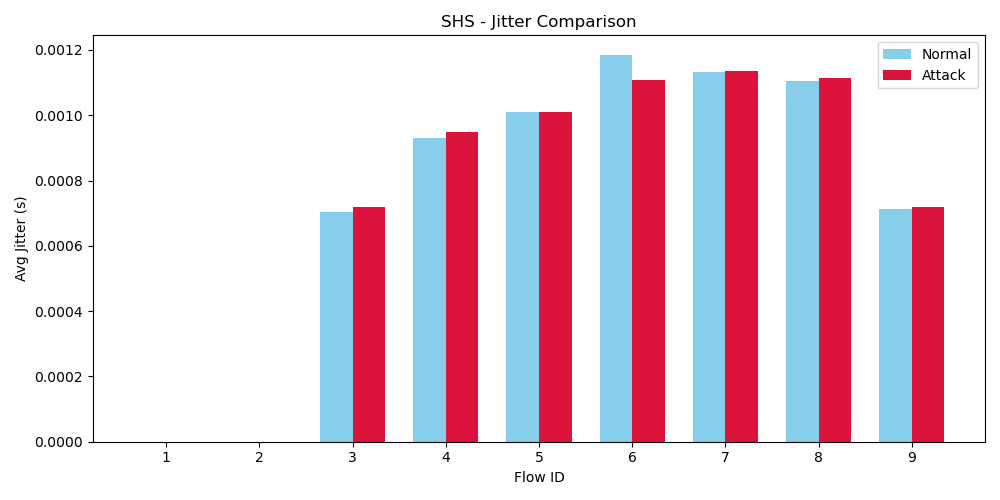 SHS - Jitter Comparison
Normal
Attack
Avg Jitter (s)
0.0012
0.0010
0.0008
0.0006
0.0004
0.0002
0.0000
1 2 3 4 5 6 7 8 9
Flow ID